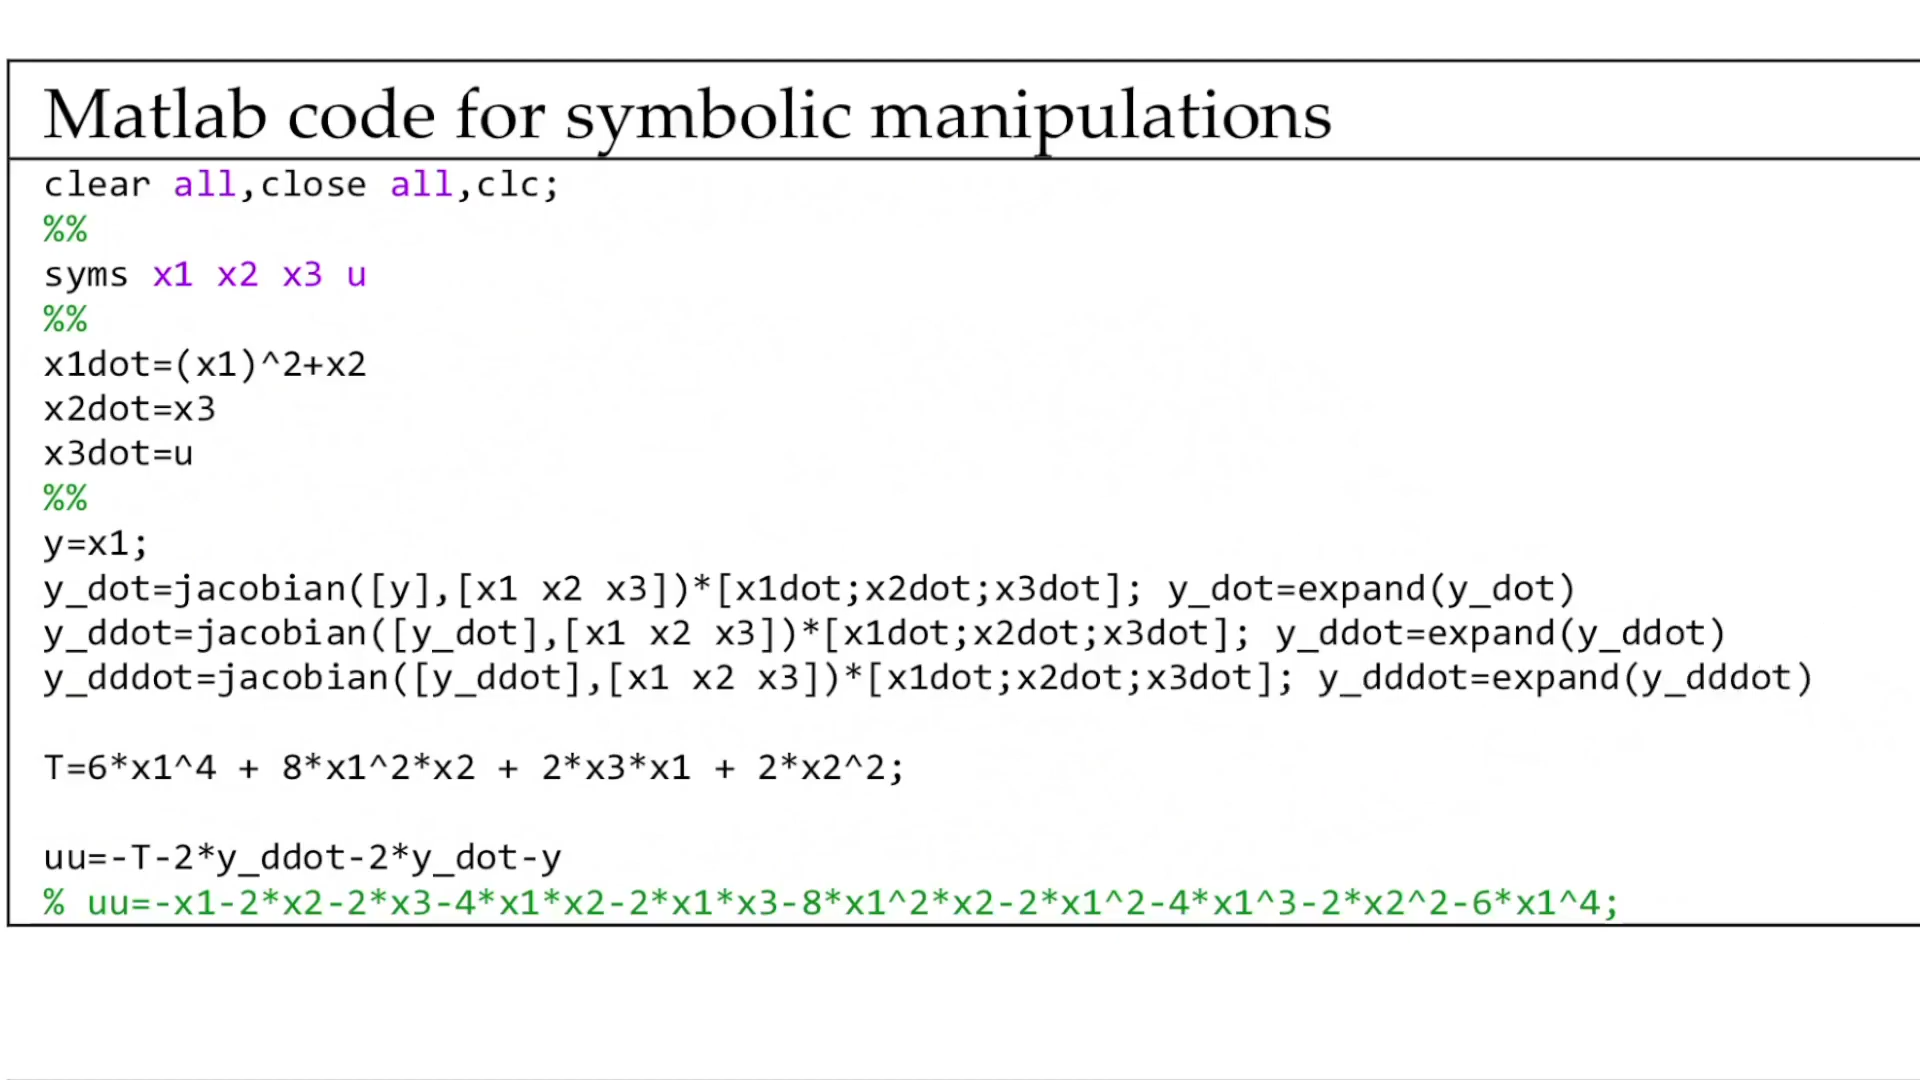 Matlab code for symbolic manipulations
clear all,close all,clc;
%%
syms x1 x2 x3 u
%%
x1dot=(x1)^2+x2
x2dot=x3
x3dot=u
%%
y=x1;
y_dot=jacobian([y],[x1 x2 x3])*[x1dot;x2dot;x3dot]; y_dot=expand(y_dot)
y_ddot=jacobian([y_dot],[x1 x2 x3])*[x1dot;x2dot;x3dot]; y_ddot=expand(y_ddot)
y_dddot=jacobian([y_ddot],[x1 x2 x3])*[x1dot;x2dot;x3dot]; y_dddot=expand(y_dddot)
T=6*x1^4 + 8*x1^2*x2 + 2*x3*x1 + 2*x2^2;
uu=-T-2*y_ddot-2*y_dot-y
% uu=-x1-2*x2-2*x3-4*x1*x2-2*x1*x3-8*x1^2*x2-2*x1^2-4*x1^3-2*x2^2-6*x1^4;